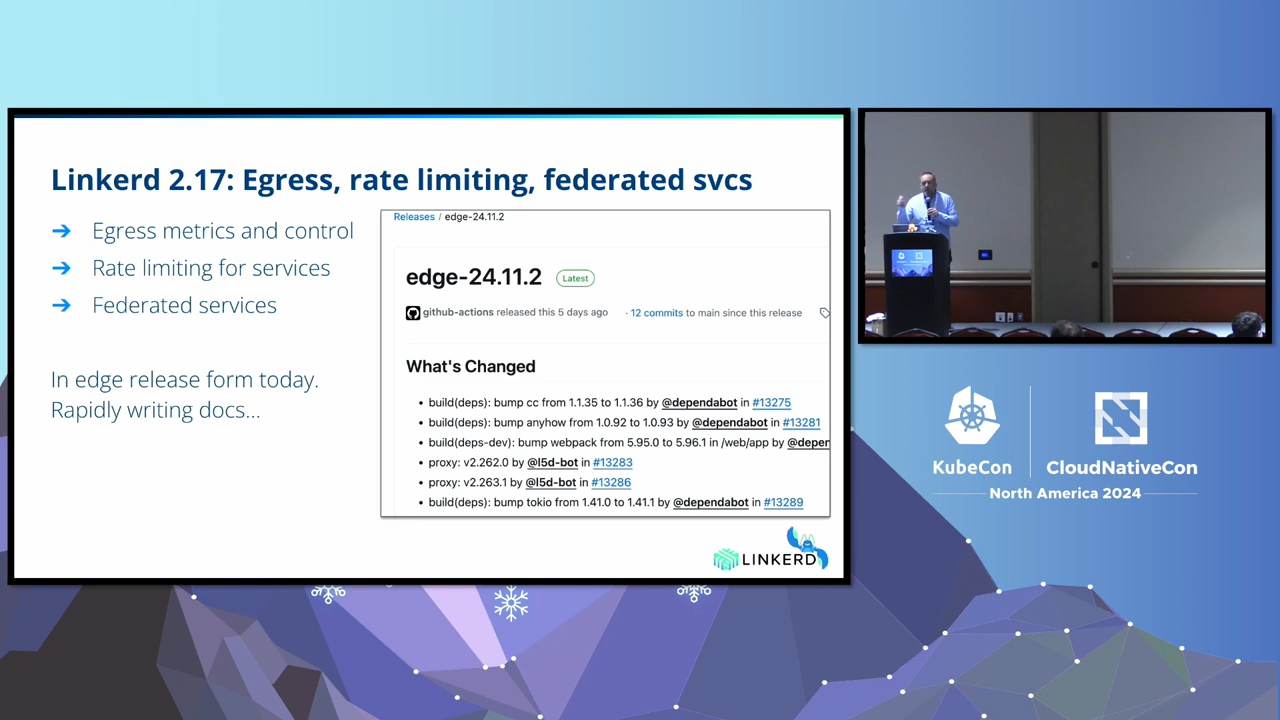 Linkerd 2.17: Egress, rate limiting, federated svcs
➔ Egress metrics and control
➔ Rate limiting for services
➔ Federated services
In edge release form today.
Rapidly writing docs...
Releases / edge-24.11.2
edge-24.11.2 Latest
github-actions released this 5 days ago · 12 commits to main since this release
What's Changed
• build(deps): bump cc from 1.1.35 to 1.1.36 by @dependabot in #13275
• build(deps): bump anyhow from 1.0.92 to 1.0.93 by @dependabot in #13281
• build(deps-dev): bump webpack from 5.95.0 to 5.96.1 in /web/app by @depen
• proxy: v2.262.0 by @l5d-bot in #13283
• proxy: v2.263.1 by @l5d-bot in #13286
• build(deps): bump tokio from 1.41.0 to 1.41.1 by @dependabot in #13289
LINKERD
KubeCon
CloudNativeCon
North America 2024